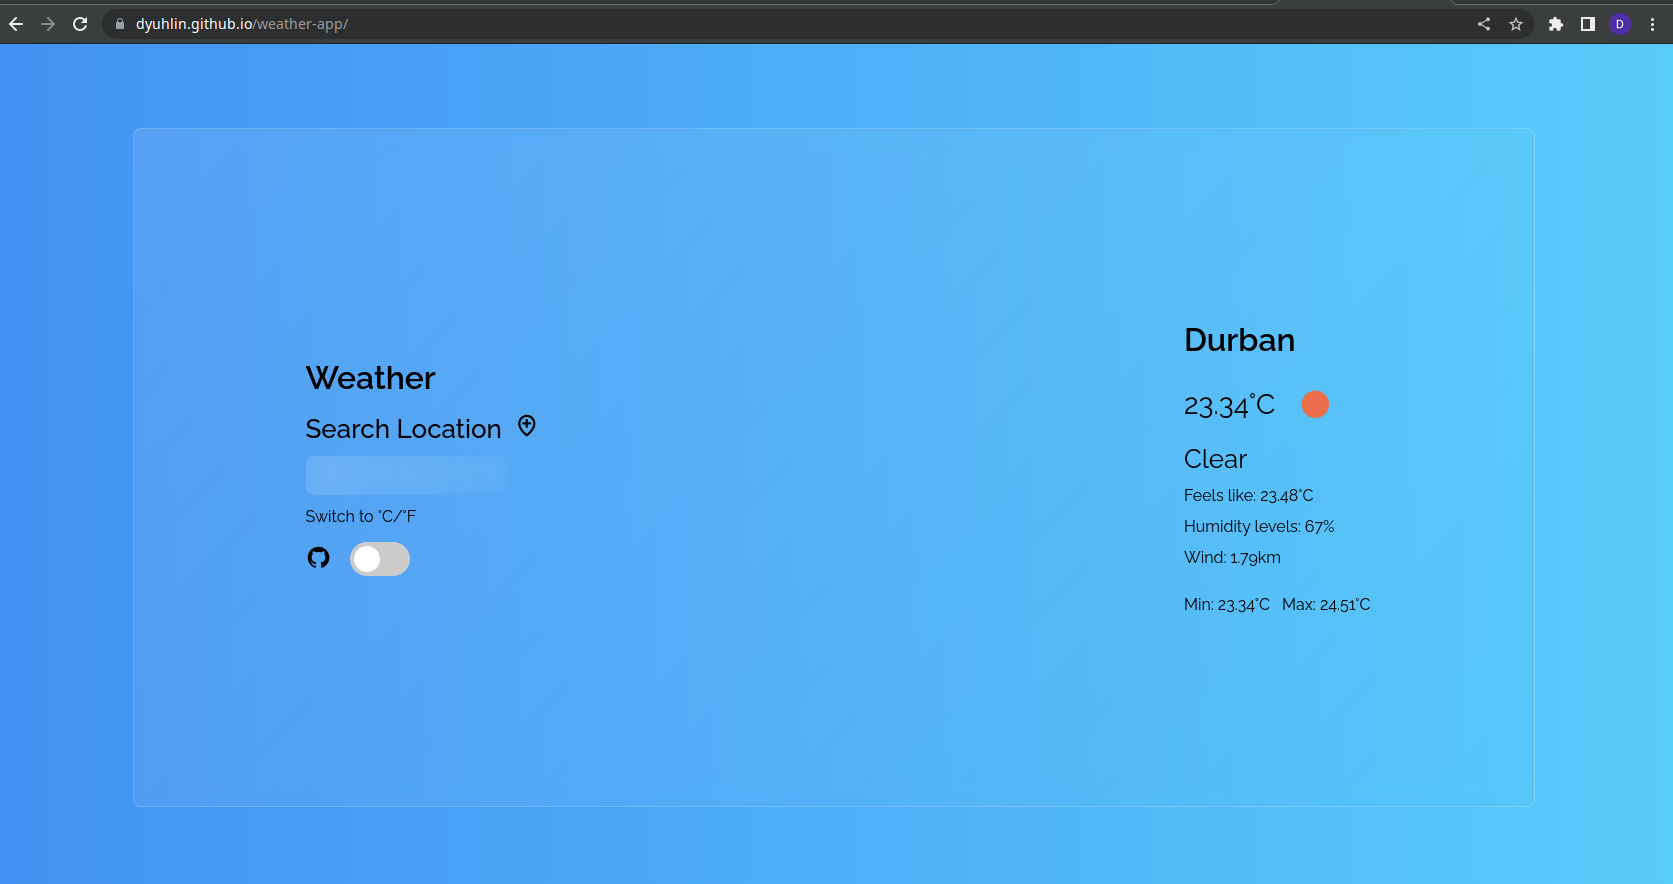 dyuhlin.github.io/weather-app/
D
Weather
Search Location
Switch to °C/°F
Durban
23.34°C
Clear
Feels like: 23.48°C
Humidity levels: 67%
Wind: 1.79km
Min: 23.34°C Max: 24.51°C